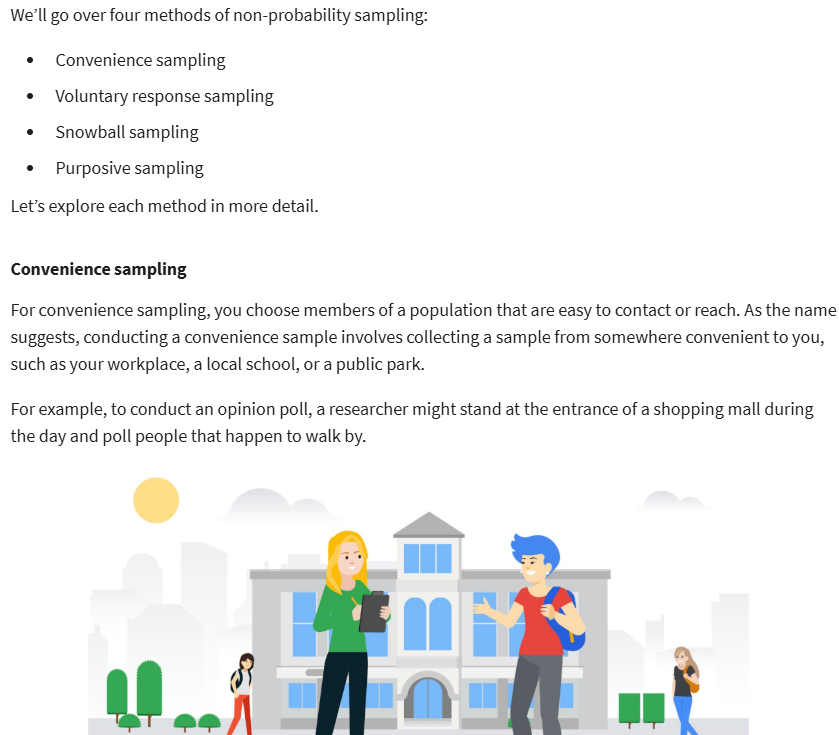 We’ll go over four methods of non-probability sampling:
• Convenience sampling
• Voluntary response sampling
• Snowball sampling
• Purposive sampling
Let’s explore each method in more detail.
Convenience sampling
For convenience sampling, you choose members of a population that are easy to contact or reach. As the name
suggests, conducting a convenience sample involves collecting a sample from somewhere convenient to you,
such as your workplace, a local school, or a public park.
For example, to conduct an opinion poll, a researcher might stand at the entrance of a shopping mall during
the day and poll people that happen to walk by.